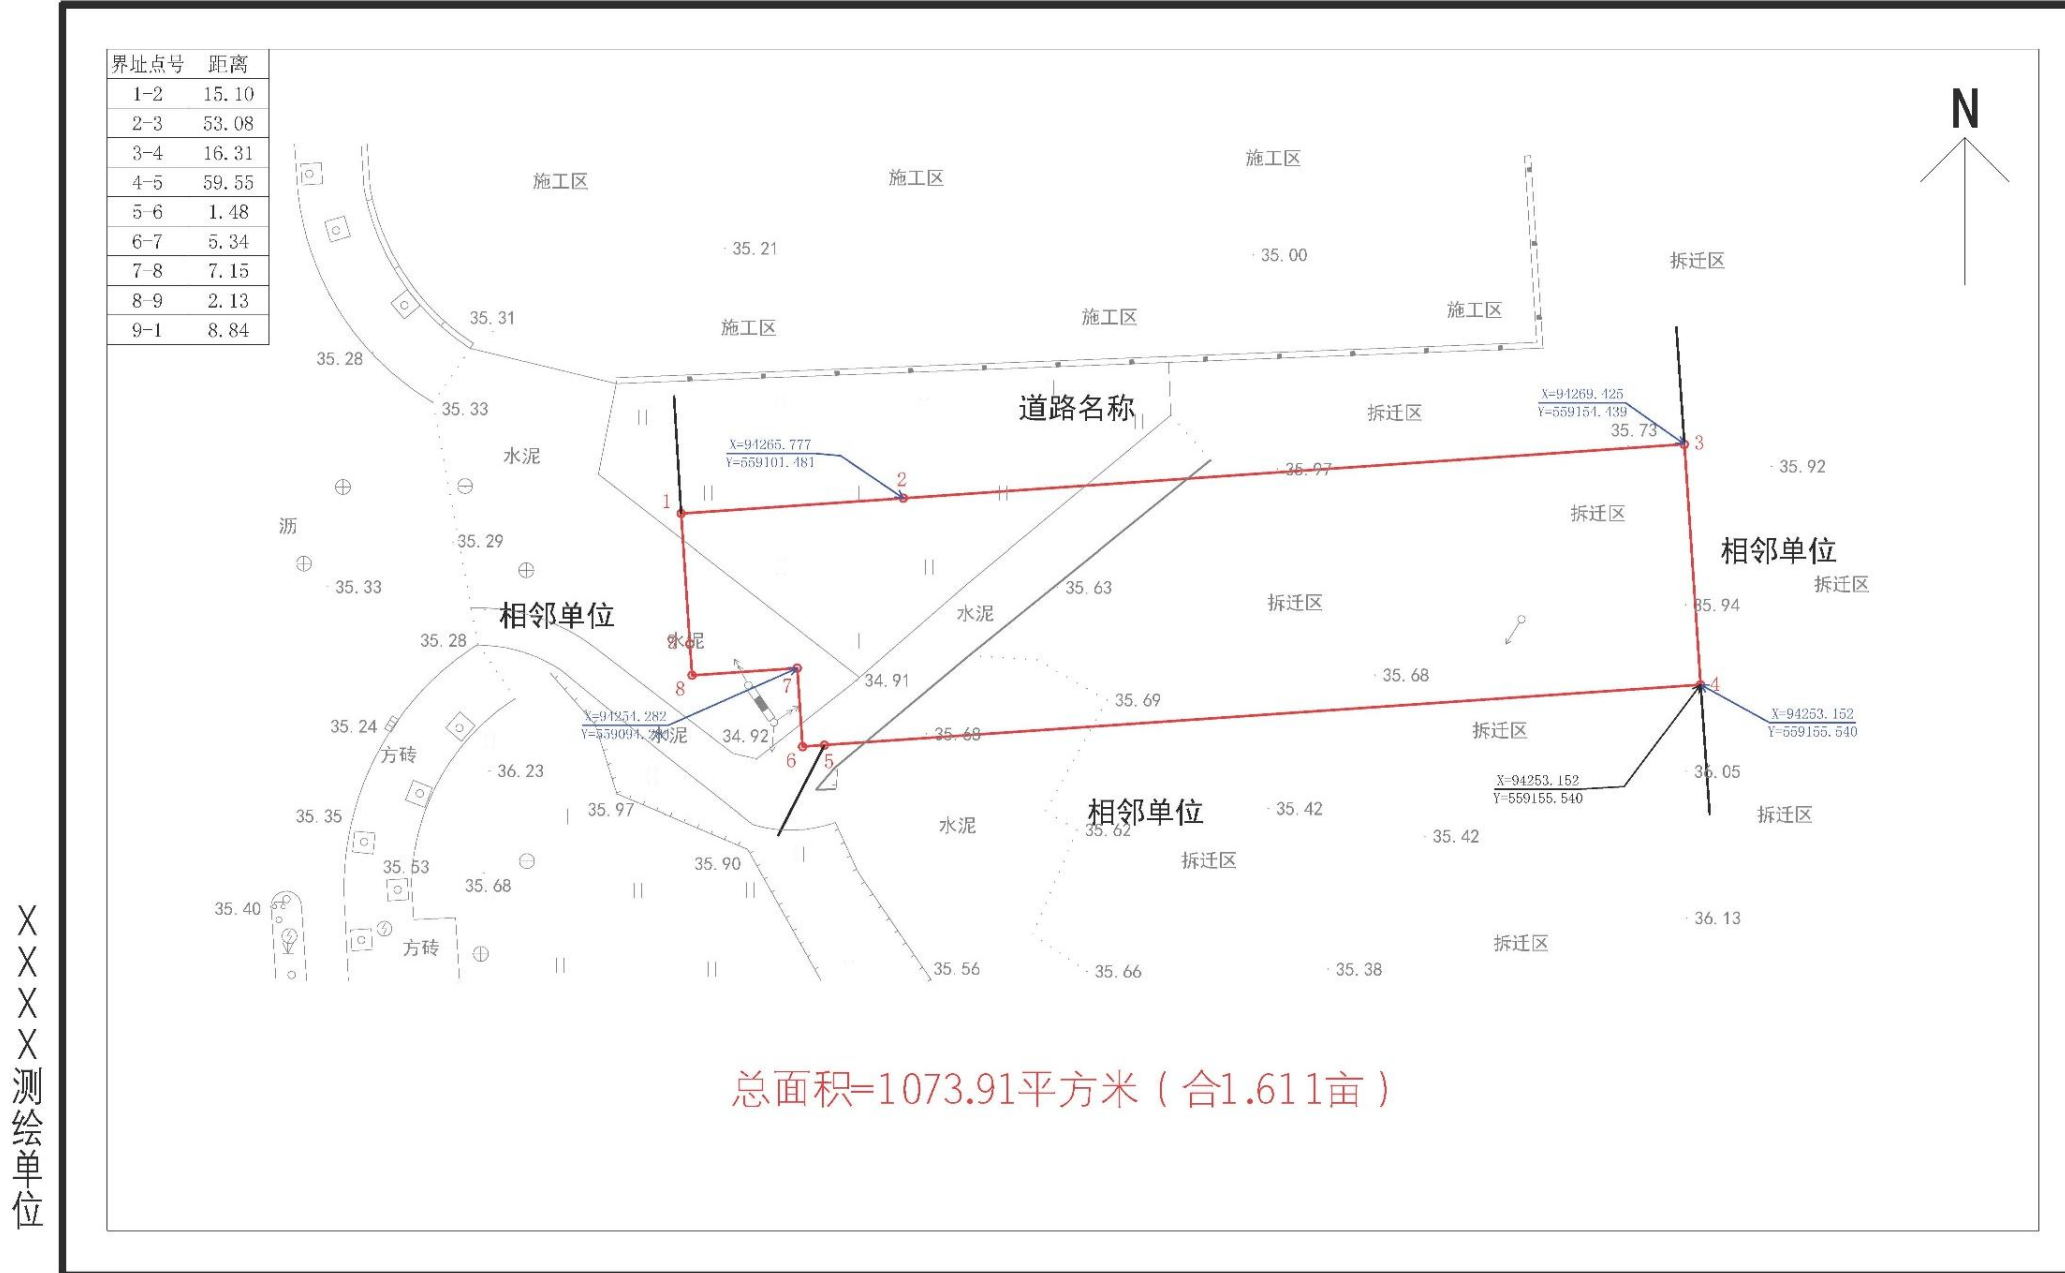 界址点号 距离
1-2 15.10
2-3 53.08
3-4 16.31
4-5 59.55
5-6 1.48
6-7 5.34
7-8 7.15
8-9 2.13
9-1 8.84
N
施工区
施工区
施工区
35.21
35.00
拆迁区
35.31
施工区
施工区
施工区
35.28
X=94269.425
Y=559154.439
35.33
道路名称
拆迁区
35.73
3
X=94265.777
Y=559101.481
水泥
35.97
35.92
2
1
沥
拆迁区
35.29
相邻单位
35.33
35.63
拆迁区
拆迁区
相邻单位
水泥
35.94
35.28
9
水泥
8
7
34.91
35.68
4
35.69
X=94254.282
35.24
水泥
34.92
35.68
拆迁区
X=94253.152
Y=559155.540
方砖
6
5
36.23
36.05
X=94253.152
Y=559155.540
35.35
35.97
水泥
相邻单位
35.62
35.42
35.42
拆迁区
35.53
35.90
拆迁区
35.68
35.40
36.13
方砖
拆迁区
35.56
35.66
35.38
总面积=1073.91平方米（合1.611亩）
XXXX测绘单位